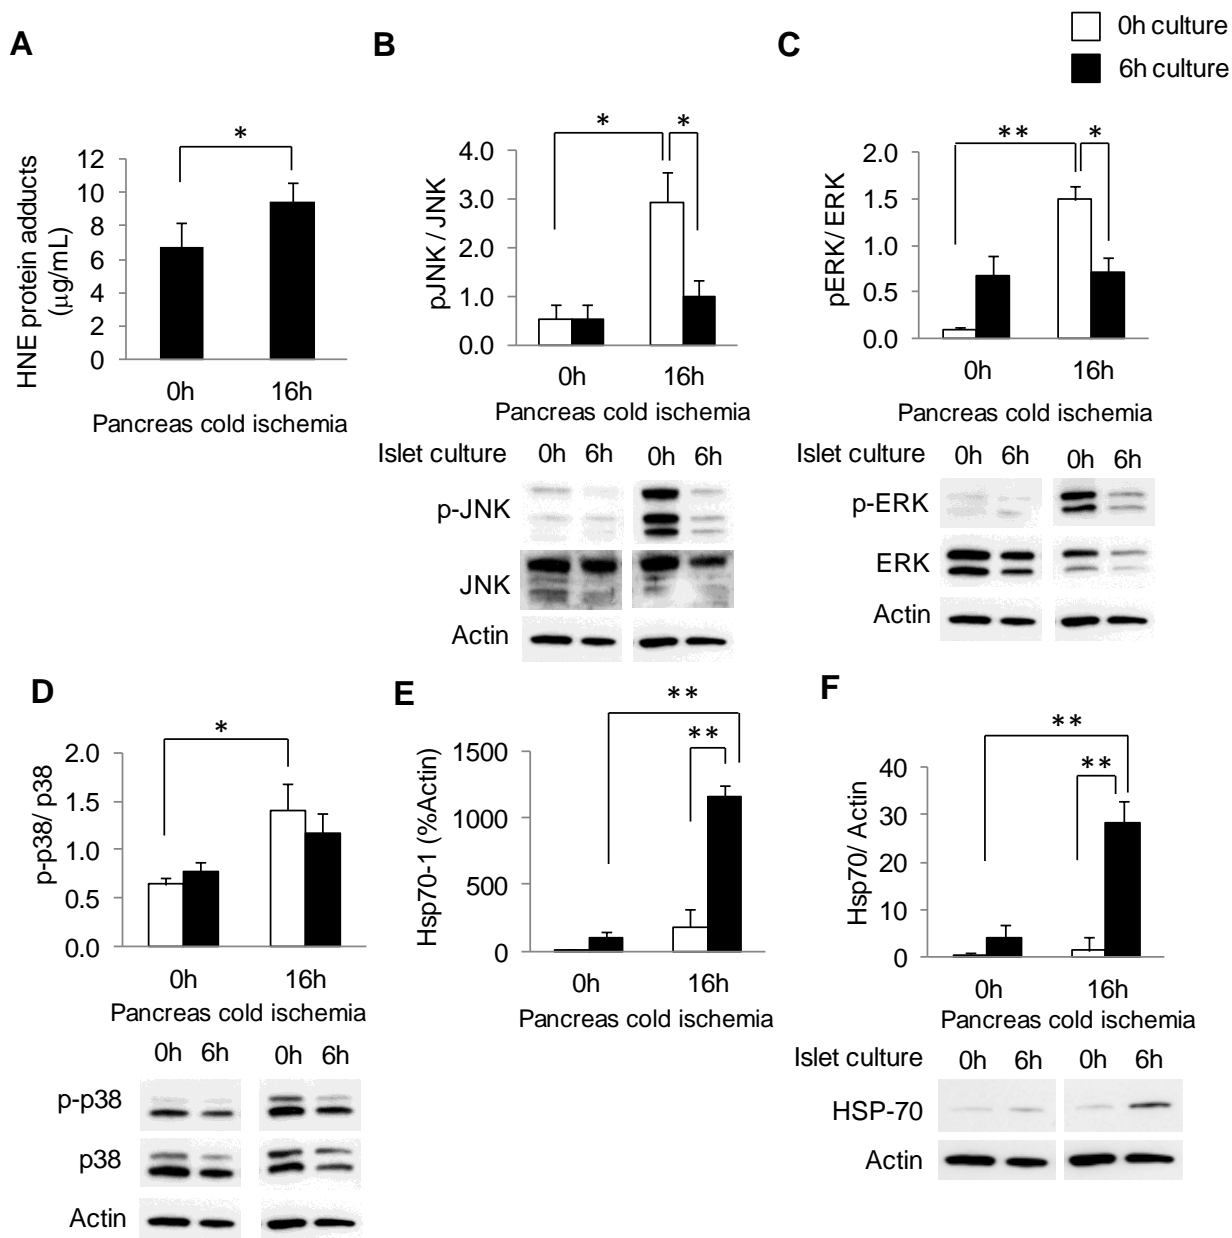 0h culture
6h culture
A
*
HNE protein adducts
(μg/mL)
12
10
8
6
4
2
0
0h 16h
Pancreas cold ischemia
B
* *
pJNK / JNK
4.0
3.0
2.0
1.0
0.0
0h 16h
Pancreas cold ischemia
Islet culture 0h 6h 0h 6h
p-JNK
JNK
Actin
C
** *
pERK/ ERK
2.0
1.5
1.0
0.5
0.0
0h 16h
Pancreas cold ischemia
Islet culture 0h 6h 0h 6h
p-ERK
ERK
Actin
D
*
p-p38/ p38
2.0
1.5
1.0
0.5
0.0
0h 16h
Pancreas cold ischemia
0h 6h 0h 6h
p-p38
p38
Actin
E
**
**
Hsp70-1 (%Actin)
1500
1000
500
0
0h 16h
Pancreas cold ischemia
F
**
**
Hsp70/ Actin
40
30
20
10
0
0h 16h
Pancreas cold ischemia
Islet culture 0h 6h 0h 6h
HSP-70
Actin